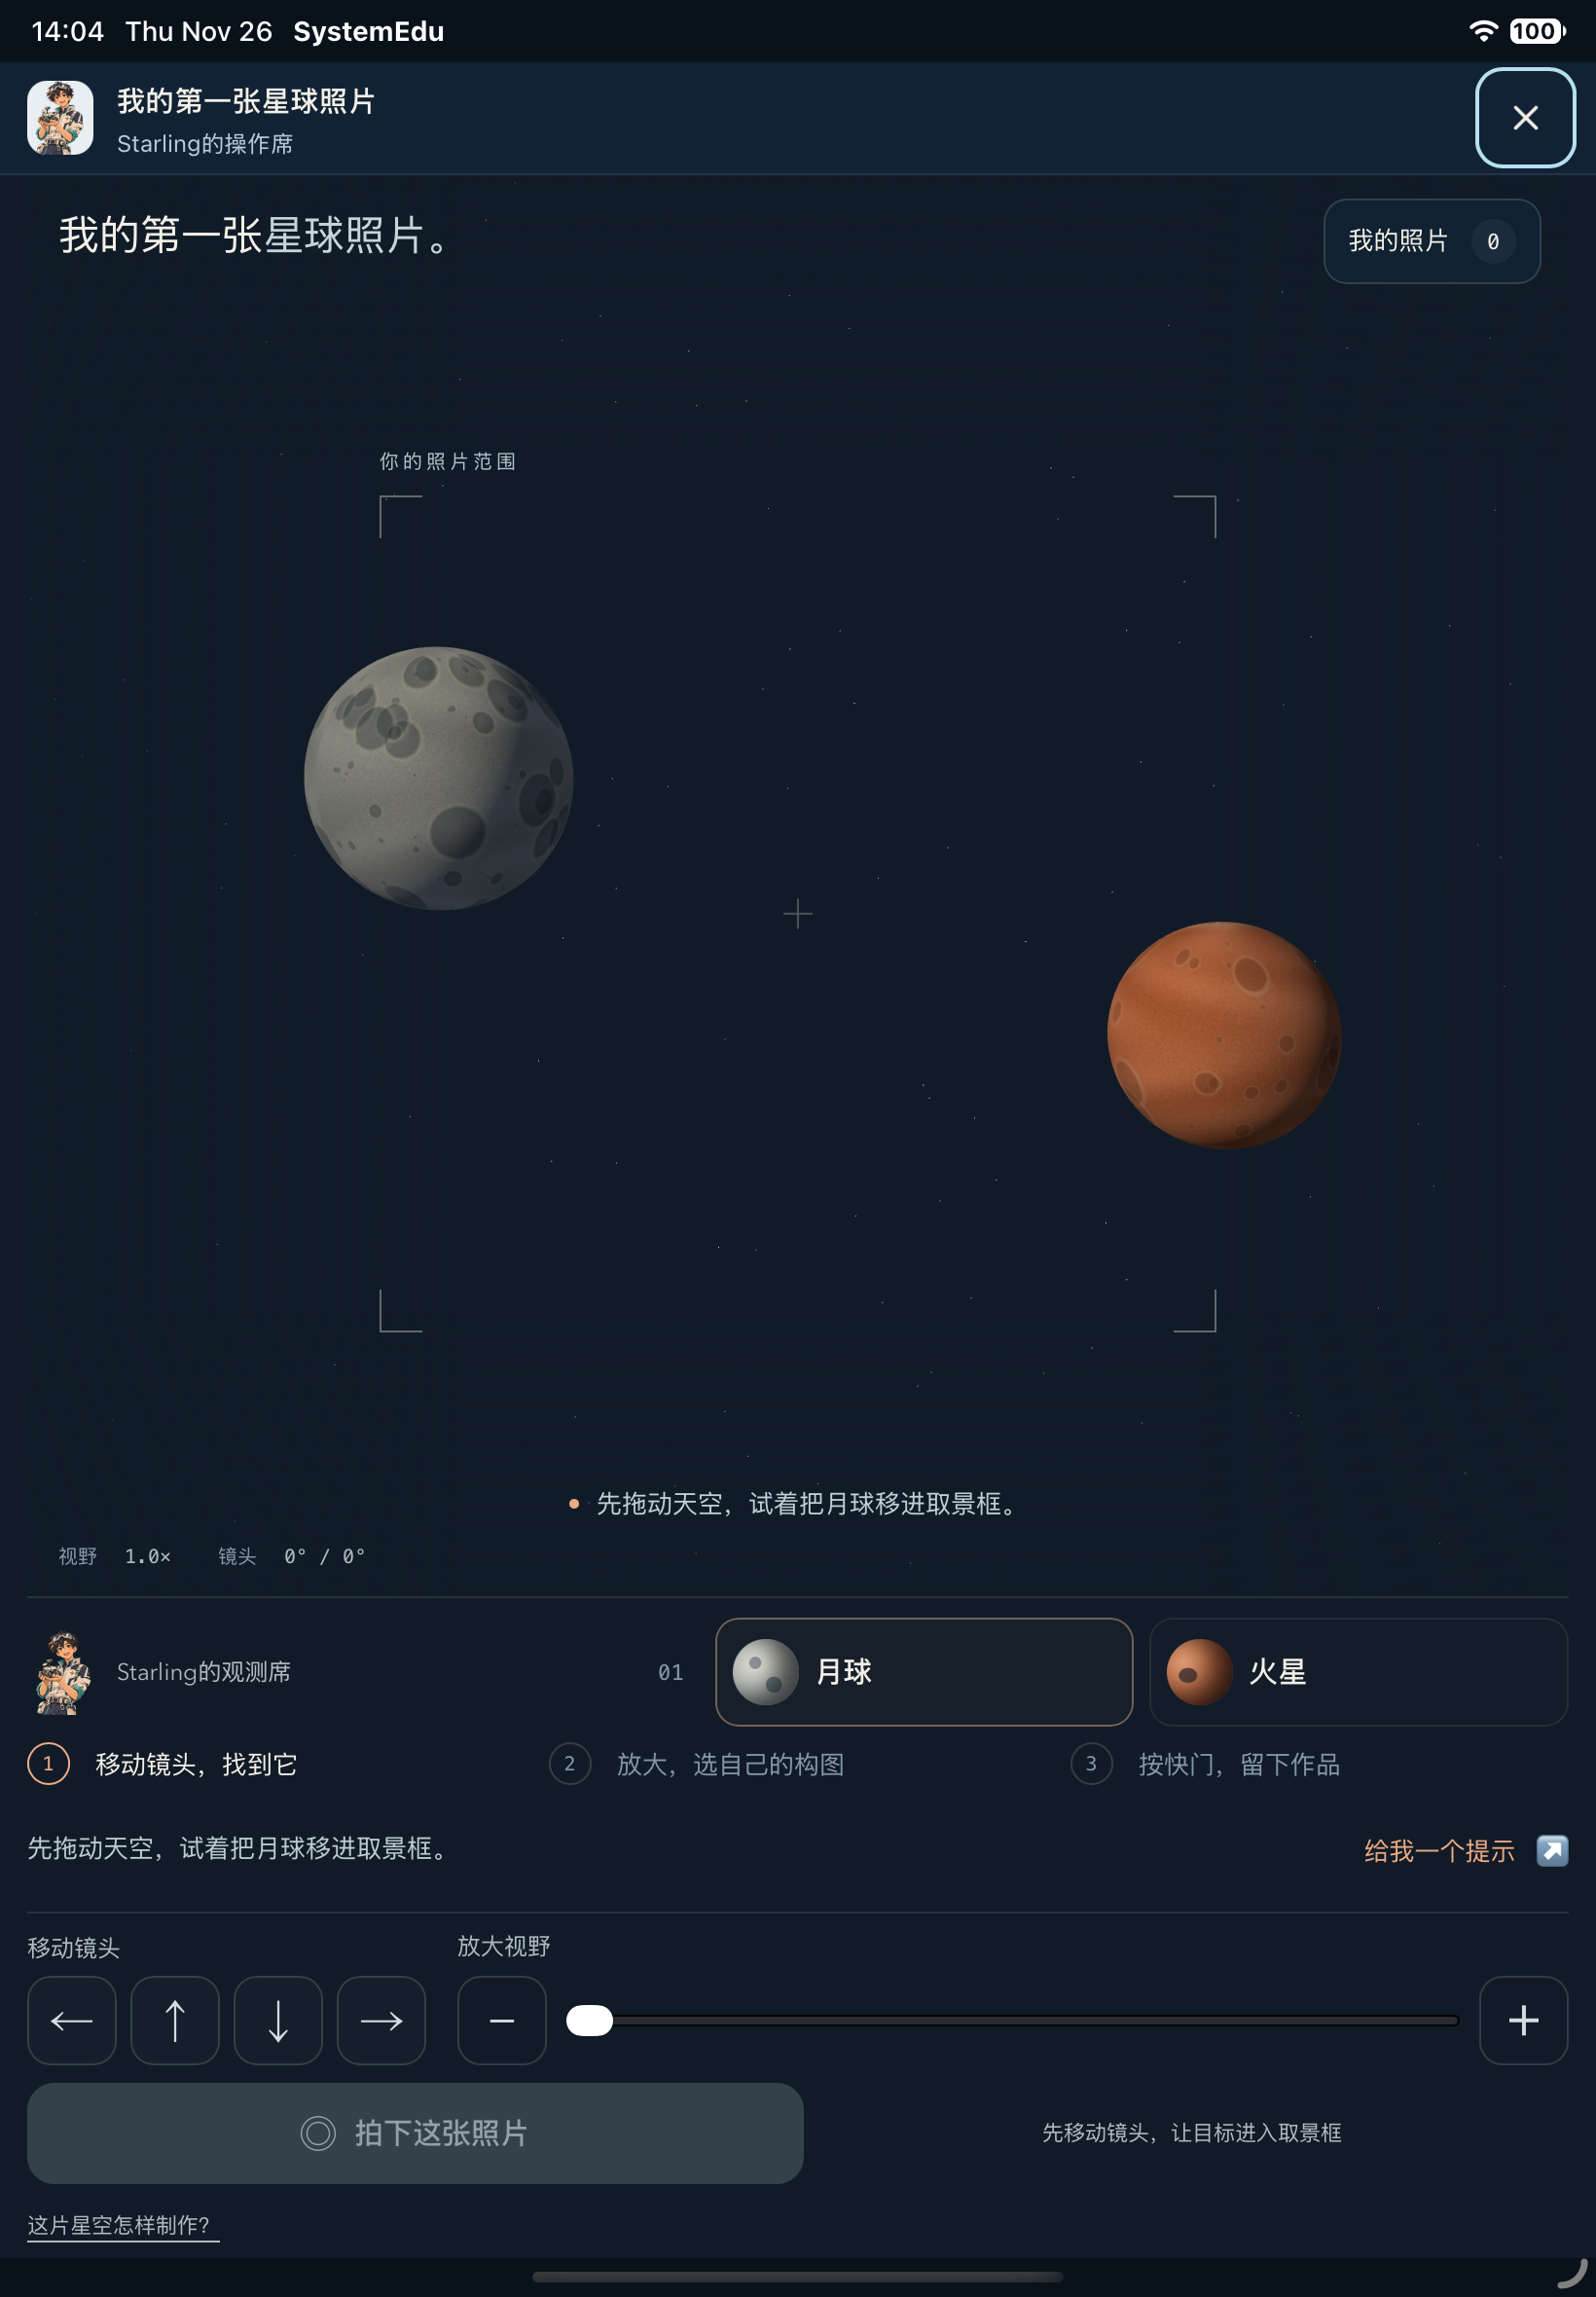 14:04 Thu Nov 26 SystemEdu
100
我的第一张星球照片
Starling的操作席
我的第一张星球照片。
我的照片 0
你的照片范围
先拖动天空，试着把月球移进取景框。
视野 1.0× 镜头 0° / 0°
Starling的观测席
01
月球
火星
1 移动镜头，找到它
2 放大，选自己的构图
3 按快门，留下作品
先拖动天空，试着把月球移进取景框。
给我一个提示
移动镜头
放大视野
拍下这张照片
先移动镜头，让目标进入取景框
这片星空怎样制作？